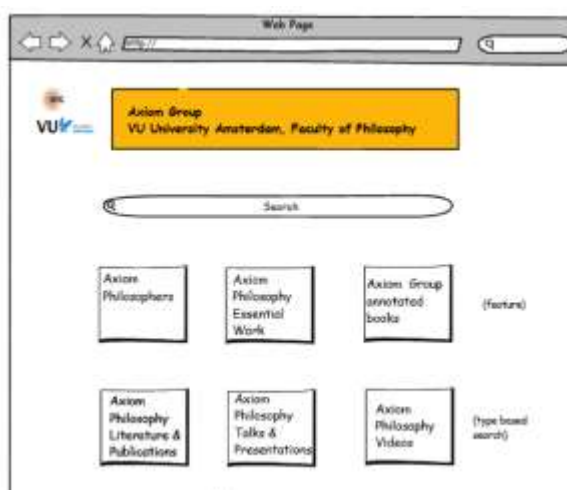 Web Page
http://
VU
Axiom Group
VU University Amsterdam, Faculty of Philosophy
Search
Axiom
Philosophers
Axiom
Philosophy
Essential
Work
Axiom Group
annotated
books
(feature)
Axiom
Philosophy
Literature &
Publications
Axiom
Philosophy
Talks &
Presentations
Axiom
Philosophy
Videos
(type based
search)